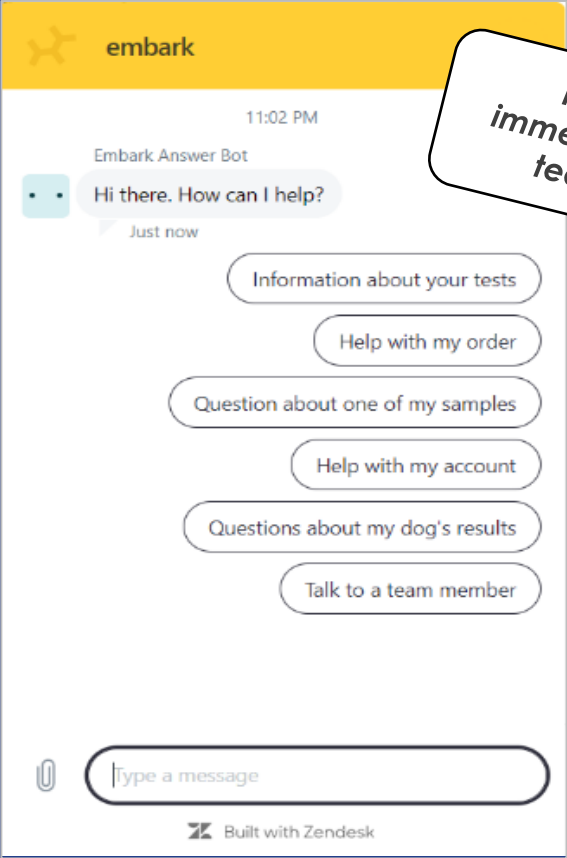 embark
11:02 PM
Embark Answer Bot
Hi there. How can I help?
Just now
Information about your tests
Help with my order
Question about one of my samples
Help with my account
Questions about my dog's results
Talk to a team member
Type a message
Built with Zendesk